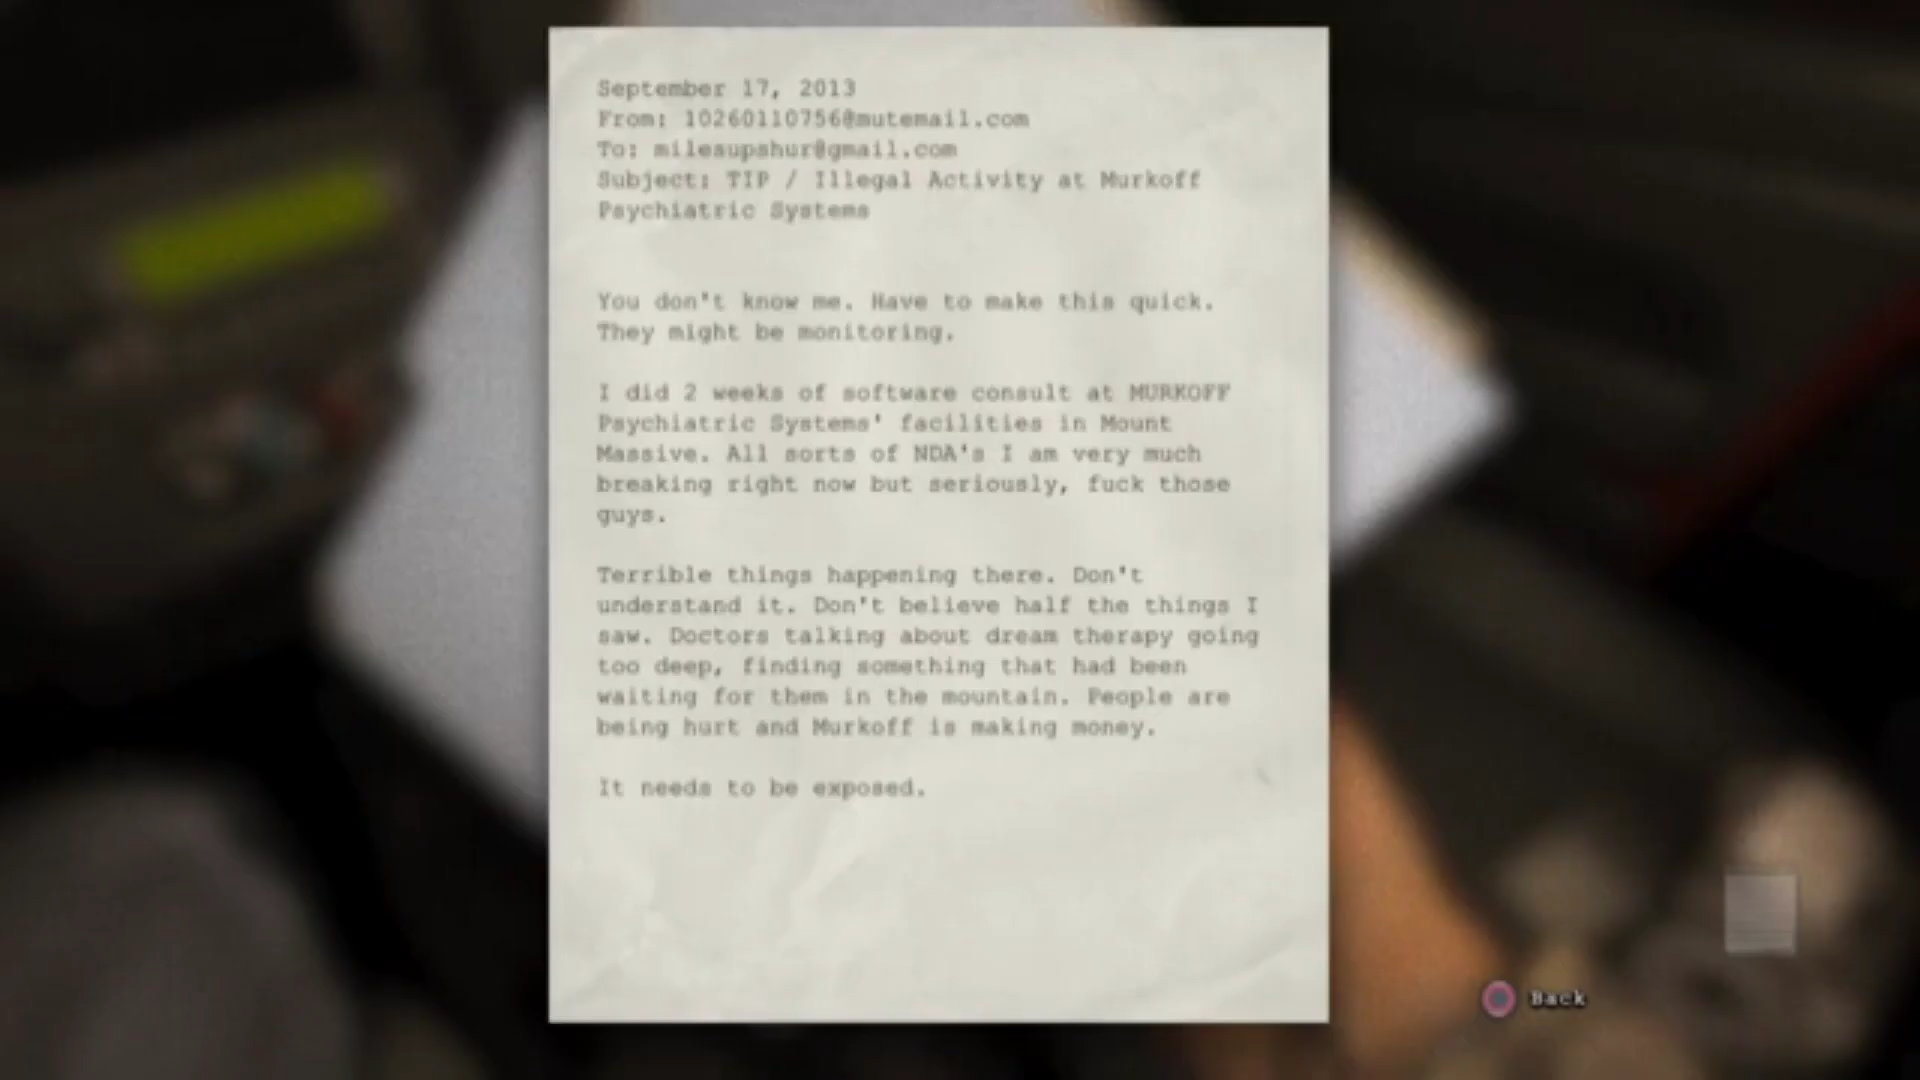 September 17, 2013
From: 10260110756@mutemail.com
To: milesupshur@gmail.com
Subject: TIP / Illegal Activity at Murkoff
Psychiatric Systems
You don't know me. Have to make this quick.
They might be monitoring.
I did 2 weeks of software consult at MURKOFF
Psychiatric Systems' facilities in Mount
Massive. All sorts of NDA's I am very much
breaking right now but seriously, fuck those
guys.
Terrible things happening there. Don't
understand it. Don't believe half the things I
saw. Doctors talking about dream therapy going
too deep, finding something that had been
waiting for them in the mountain. People are
being hurt and Murkoff is making money.
It needs to be exposed.
Back